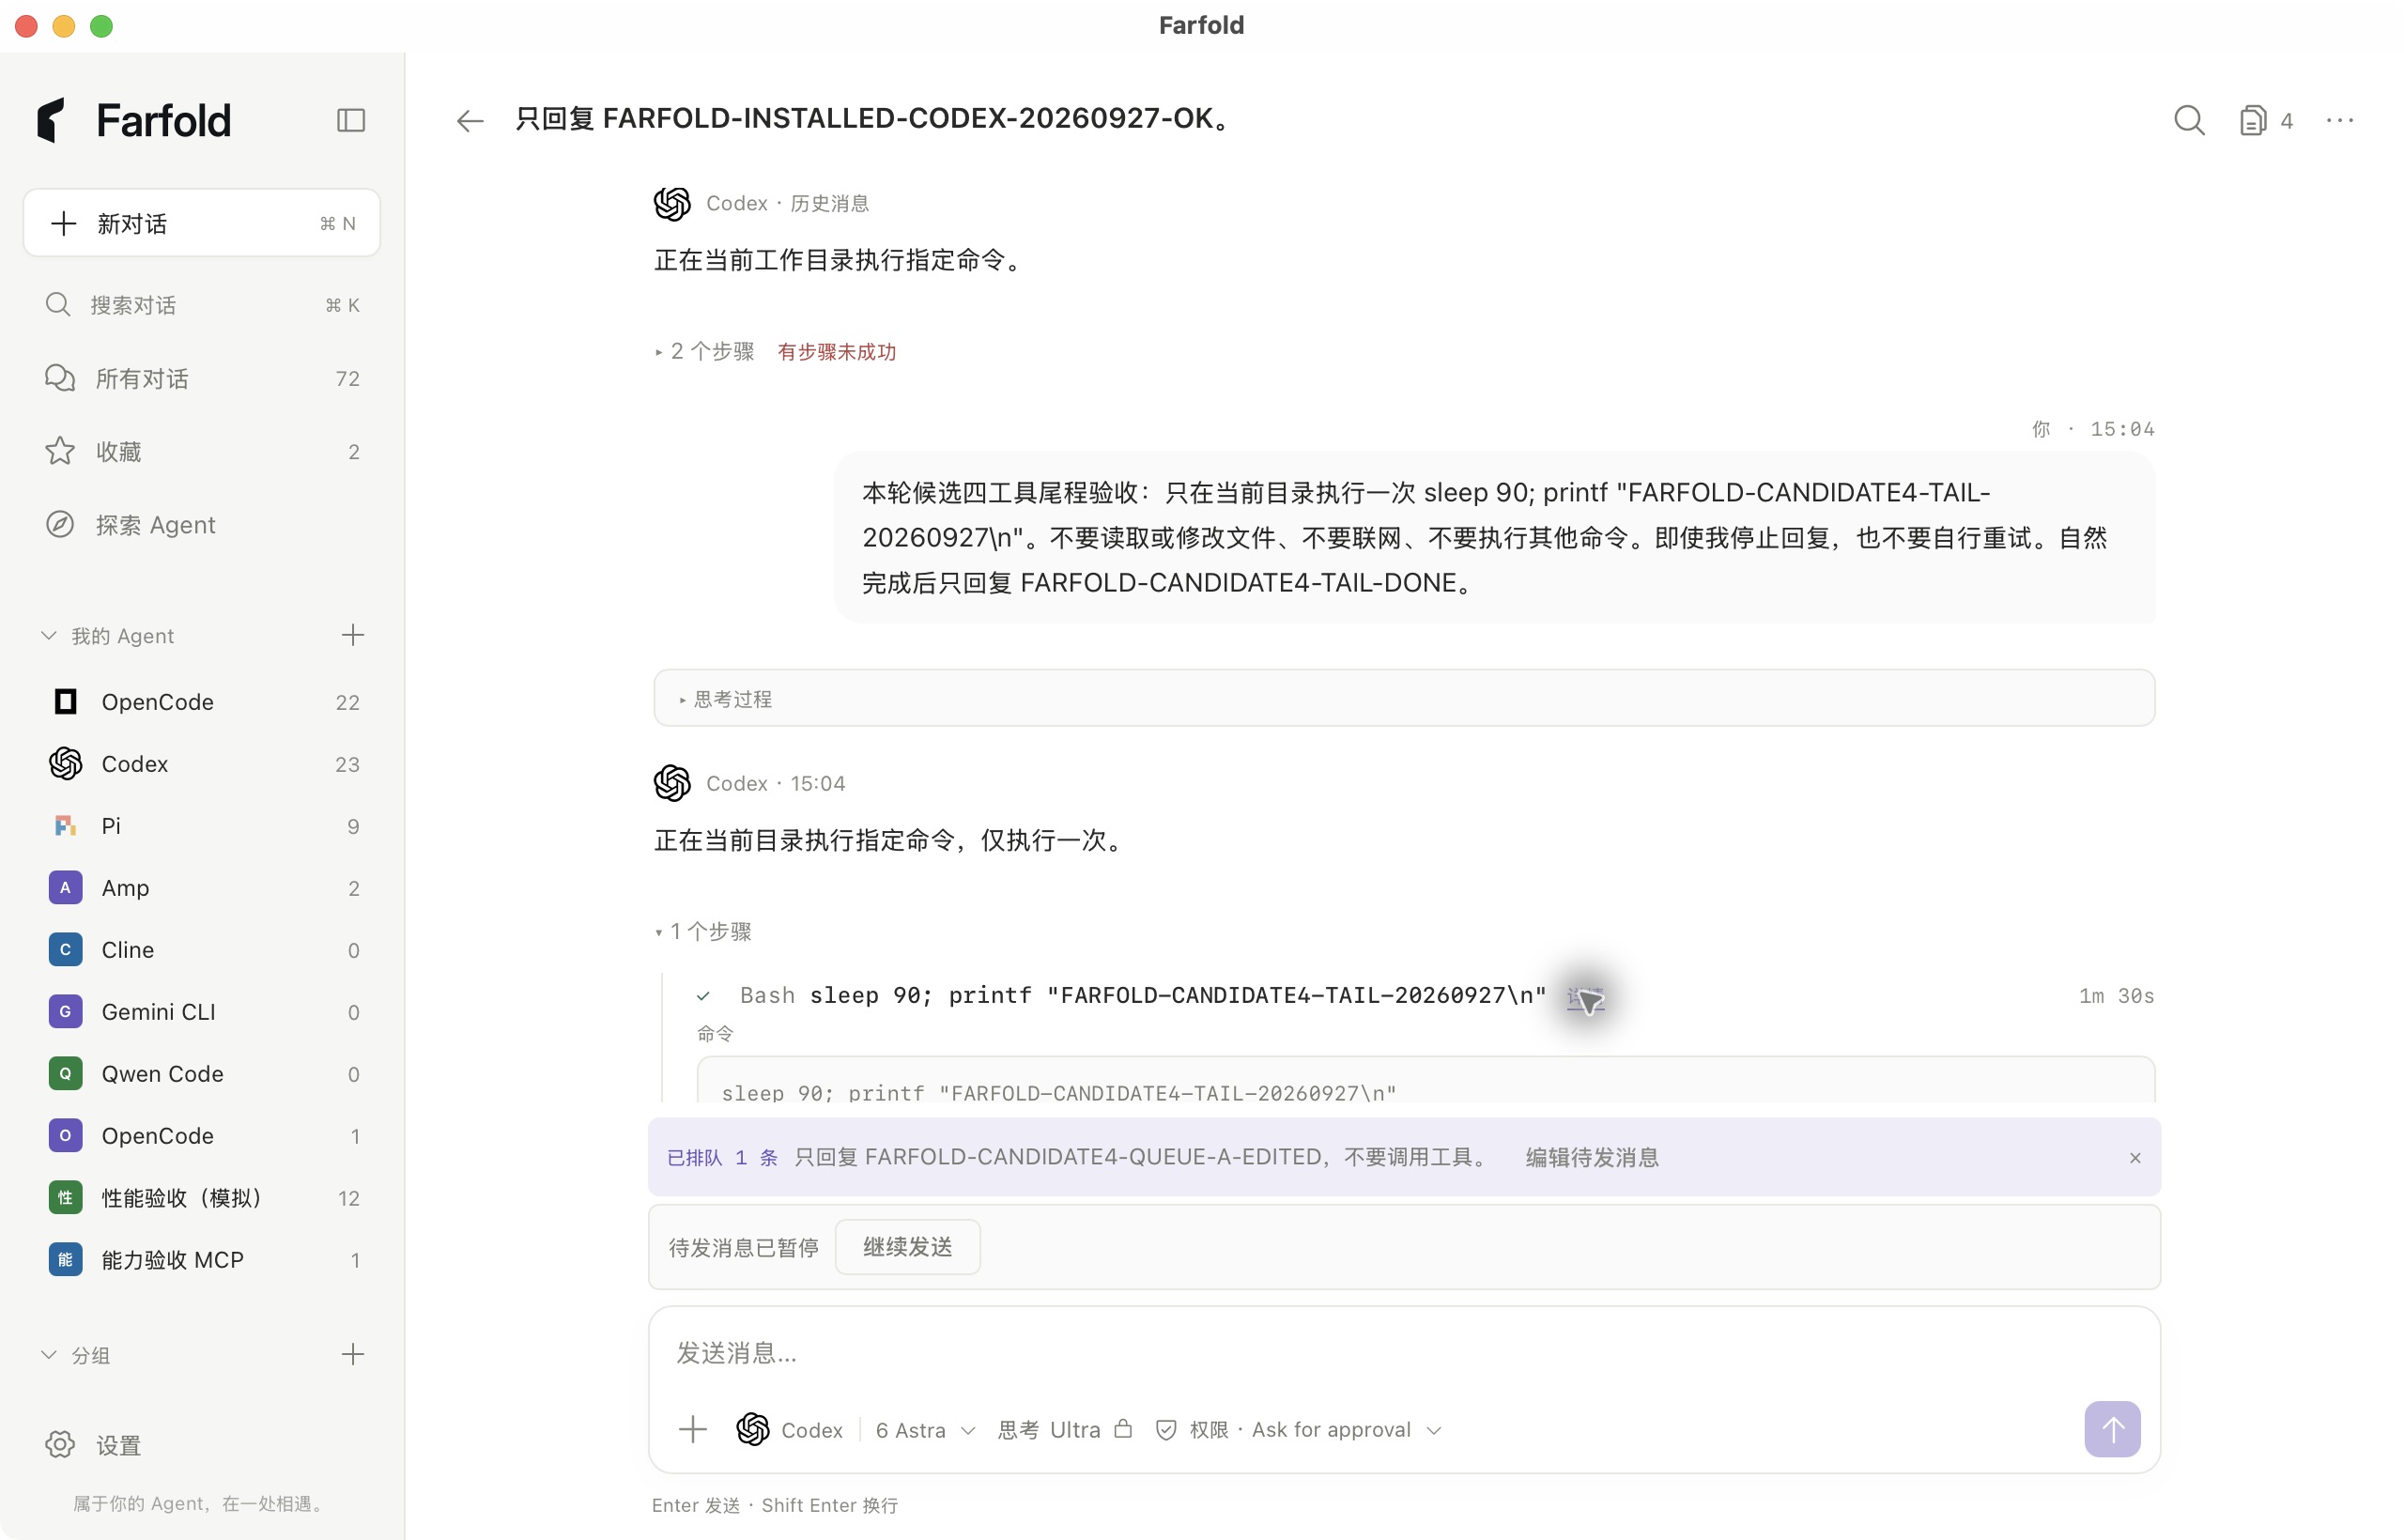 Farfold
Farfold
新对话 ⌘ N
搜索对话 ⌘ K
所有对话 72
收藏 2
探索 Agent
我的 Agent
OpenCode 22
Codex 23
Pi 9
A Amp 2
C Cline 0
G Gemini CLI 0
Q Qwen Code 0
O OpenCode 1
性 性能验收（模拟） 12
能 能力验收 MCP 1
分组
设置
属于你的 Agent，在一处相遇。
只回复 FARFOLD-INSTALLED-CODEX-20260927-OK。
4
Codex · 历史消息
正在当前工作目录执行指定命令。
2 个步骤 有步骤未成功
你 · 15:04
本轮候选四工具尾程验收：只在当前目录执行一次 sleep 90; printf "FARFOLD-CANDIDATE4-TAIL-
20260927\n"。不要读取或修改文件、不要联网、不要执行其他命令。即使我停止回复，也不要自行重试。自然
完成后只回复 FARFOLD-CANDIDATE4-TAIL-DONE。
思考过程
Codex · 15:04
正在当前目录执行指定命令，仅执行一次。
1 个步骤
Bash sleep 90; printf "FARFOLD-CANDIDATE4-TAIL-20260927\n" 1m 30s
命令
sleep 90; printf "FARFOLD-CANDIDATE4-TAIL-20260927\n"
已排队 1 条 只回复 FARFOLD-CANDIDATE4-QUEUE-A-EDITED，不要调用工具。 编辑待发消息 ×
待发消息已暂停 继续发送
发送消息...
Codex 6 Astra 思考 Ultra 权限 · Ask for approval
Enter 发送 · Shift Enter 换行